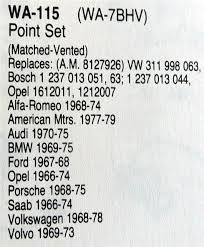 WA-115 (WA-7BHV)
Point Set
(Matched-Vented)
Replaces: (A.M. 8127926) VW 311 998 063,
Bosch 1 237 013 051, 63; 1 237 013 044,
Opel 1612011, 1212007
Alfa-Romeo 1968-74
American Mtrs. 1977-79
Audi 1970-75
BMW 1969-75
Ford 1967-68
Opel 1966-74
Porsche 1968-75
Saab 1966-74
Volkswagen 1968-78
Volvo 1969-73